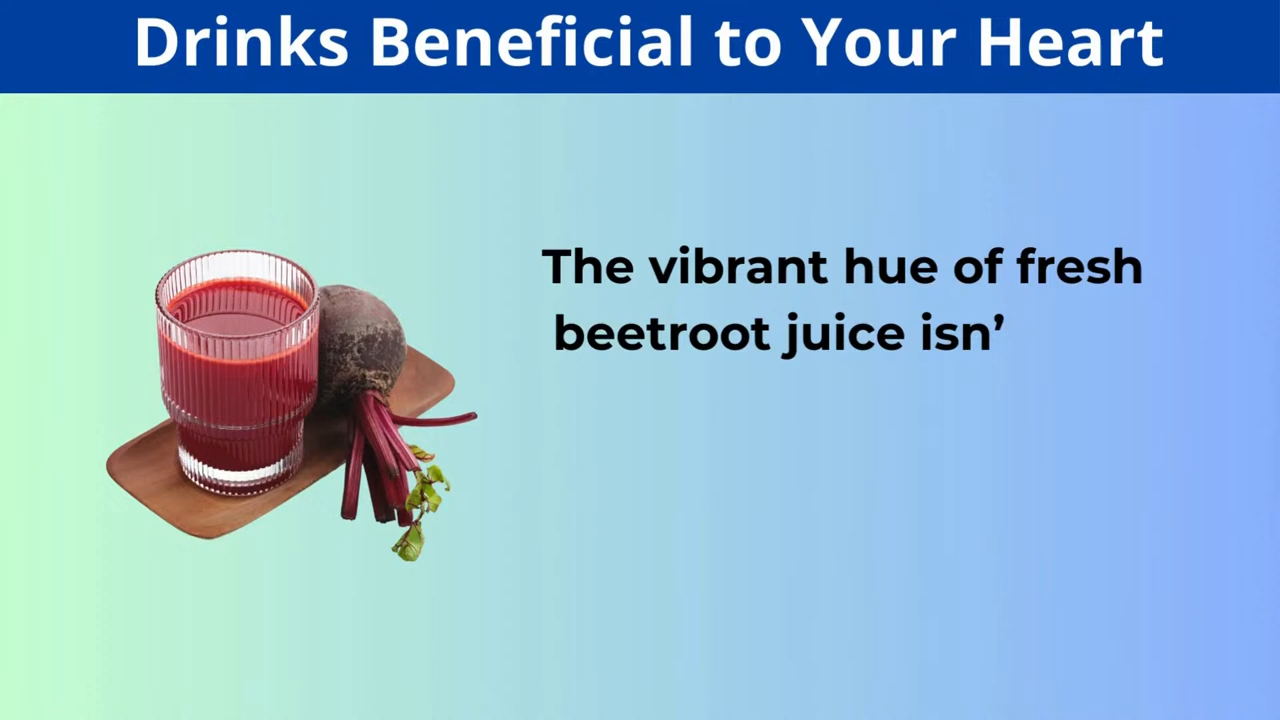 Drinks Beneficial to Your Heart
The vibrant hue of fresh
beetroot juice isn’